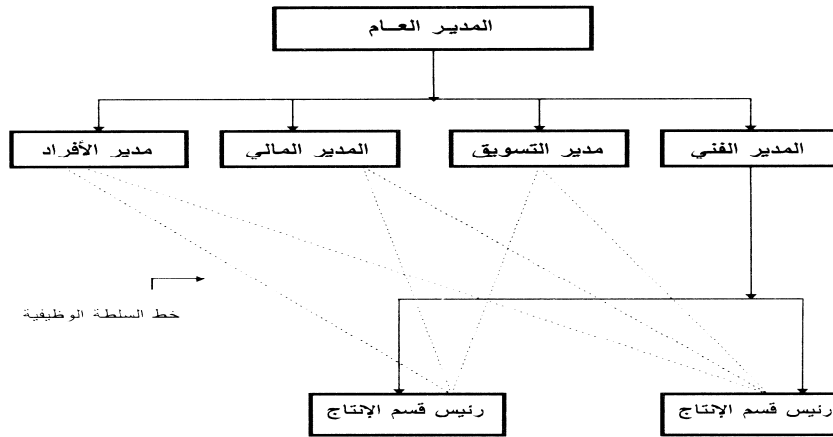 المدير العام
المدير الفني
مدير التسويق
المدير المالي
مدير الأفراد
خط السلطة الوظيفية
رئيس قسم الإنتاج
رئيس قسم الإنتاج